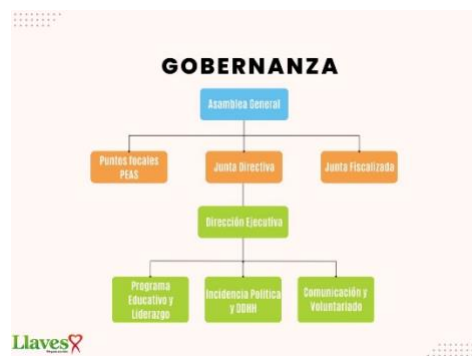 GOBERNANZA
Asamblea General
Puntos focales
PEAS
Junta Directiva
Junta Fiscalizada
Dirección Ejecutiva
Programa
Educativo y
Liderazgo
Incidencia Política
y DDHH
Comunicación y
Voluntariado
Llaves